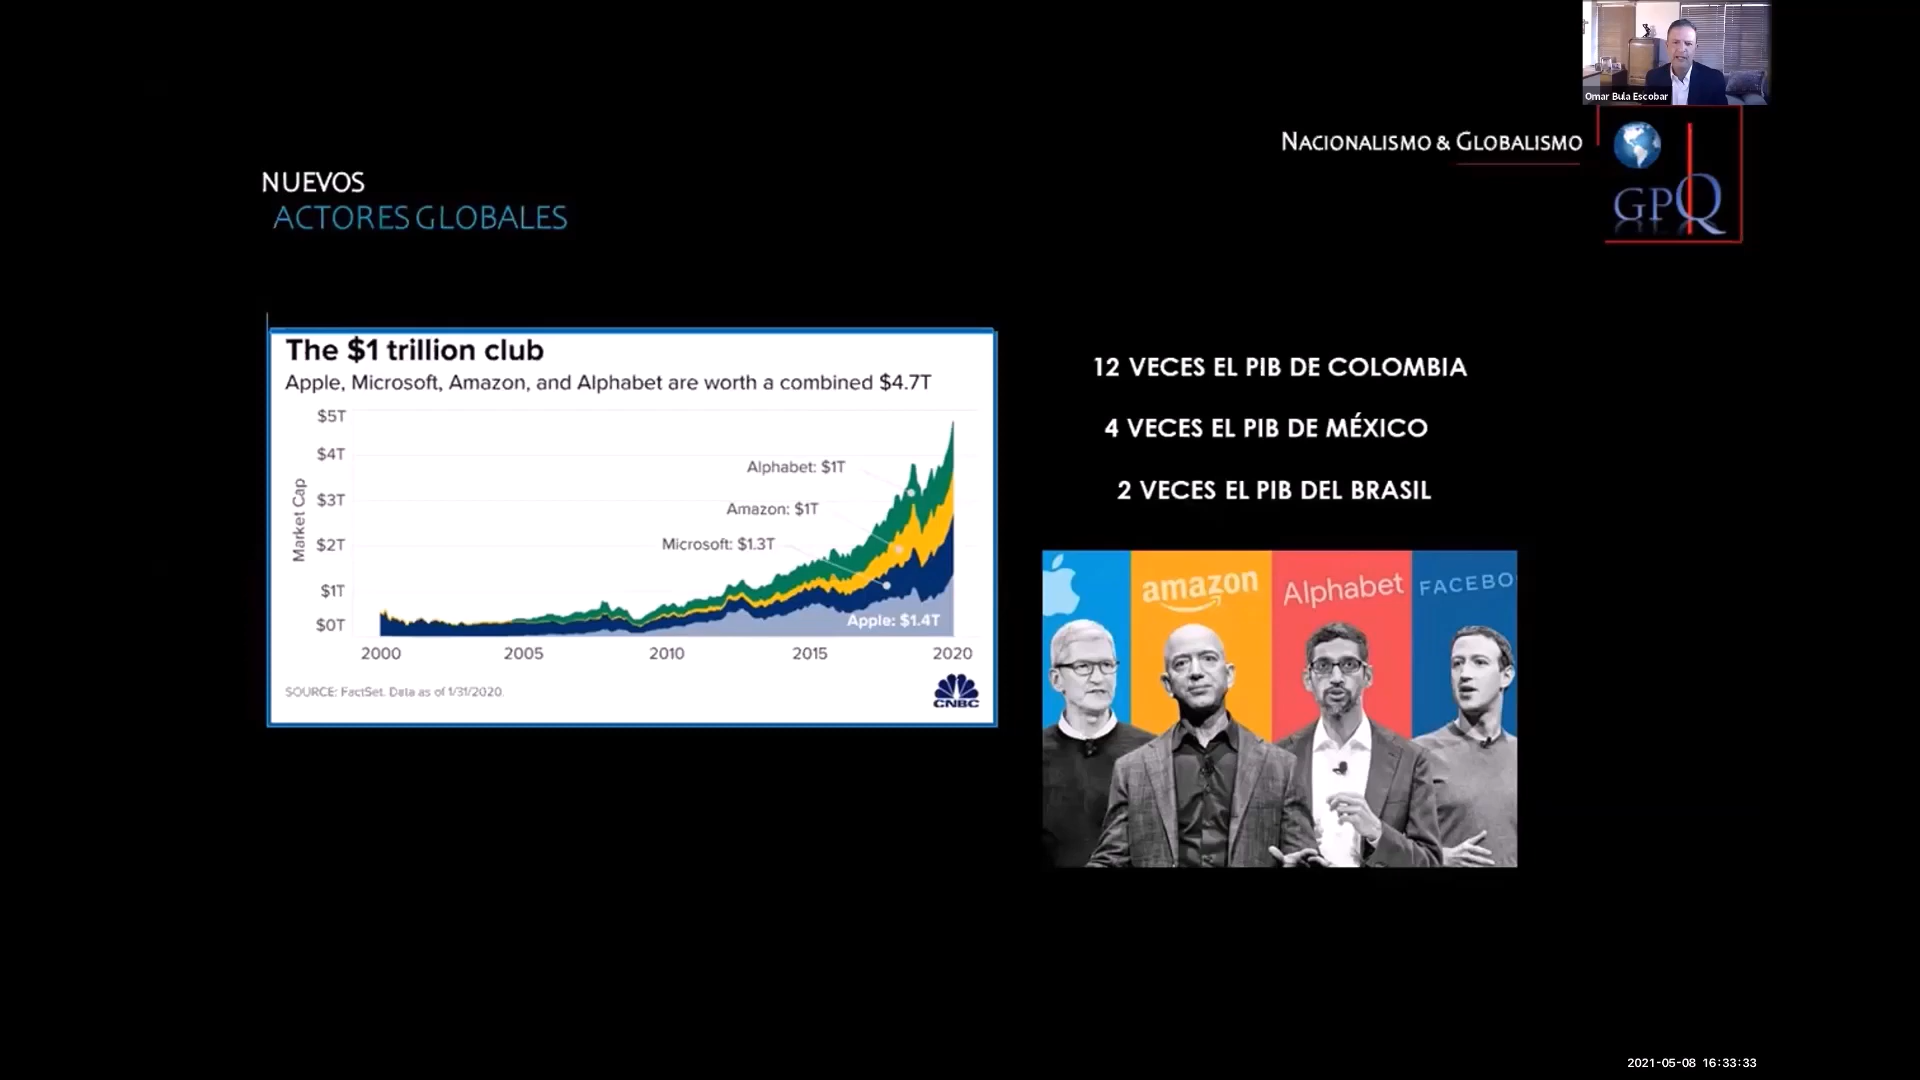 Omar Bula Escobar
NACIONALISMO & GLOBALISMO
GPQ
NUEVOS
ACTORES GLOBALES
The $1 trillion club
Apple, Microsoft, Amazon, and Alphabet are worth a combined $4.7T
$5T
$4T
$3T
$2T
$1T
$0T
Market Cap
Alphabet: $1T
Amazon: $1T
Microsoft: $1.3T
Apple: $1.4T
2000 2005 2010 2015 2020
SOURCE: FactSet. Data as of 1/31/2020.
CNBC
12 VECES EL PIB DE COLOMBIA
4 VECES EL PIB DE MÉXICO
2 VECES EL PIB DEL BRASIL
amazon Alphabet FACEBO
2021-05-08 16:33:33